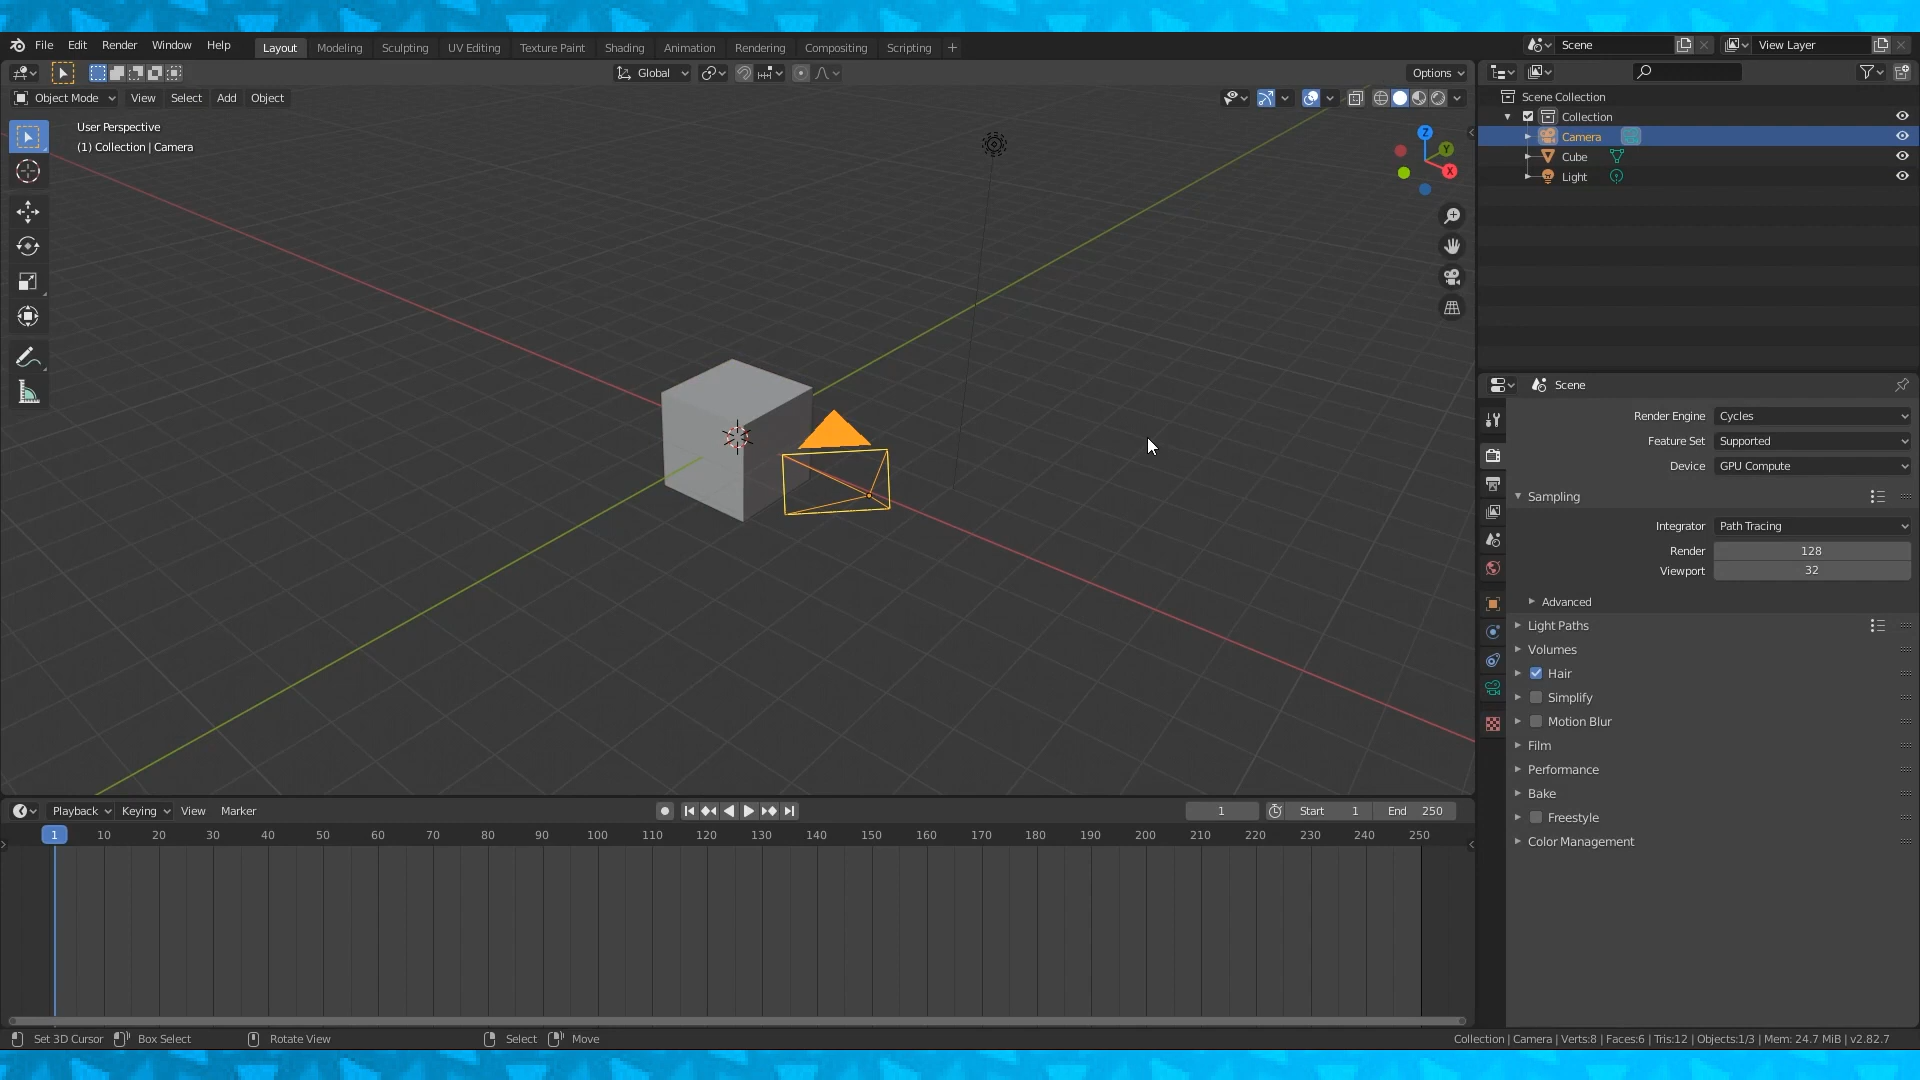 File Edit Render Window Help Layout Modeling Sculpting UV Editing Texture Paint Shading Animation Rendering Compositing Scripting + Scene View Layer
Global Options
Object Mode View Select Add Object
User Perspective
(1) Collection | Camera
Z
Y
X
Scene Collection
Collection
Camera
Cube
Light
Scene
Render Engine Cycles
Feature Set Supported
Device GPU Compute
Sampling
Integrator Path Tracing
Render 128
Viewport 32
Advanced
Light Paths
Volumes
Hair
Simplify
Motion Blur
Film
Performance
Bake
Freestyle
Color Management
Playback Keying View Marker 1 Start 1 End 250
1 10 20 30 40 50 60 70 80 90 100 110 120 130 140 150 160 170 180 190 200 210 220 230 240 250
Set 3D Cursor Box Select Rotate View Select Move Collection | Camera | Verts:8 | Faces:6 | Tris:12 | Objects:1/3 | Mem: 24.7 MiB | v2.82.7